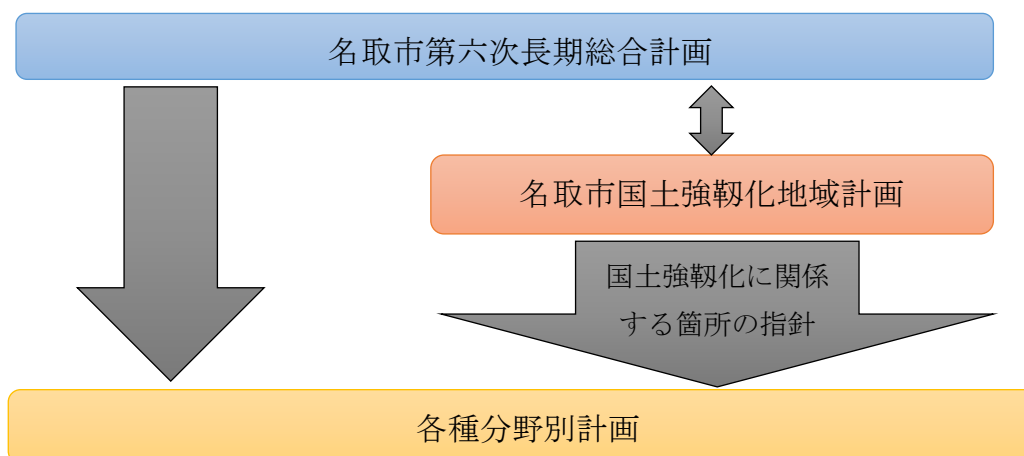 名取市第六次長期総合計画
名取市国土強靱化地域計画
国土強靱化に関係
する箇所の指針
各種分野別計画